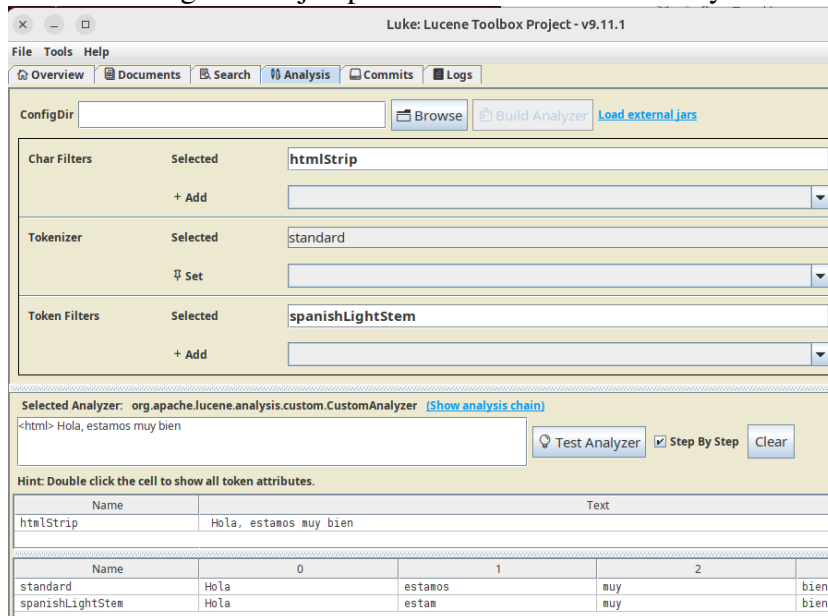 Luke: Lucene Toolbox Project - v9.11.1
File Tools Help
Overview Documents Search Analysis Commits Logs
ConfigDir Browse Build Analyzer Load external jars
Char Filters Selected htmlStrip
+ Add
Tokenizer Selected standard
Set
Token Filters Selected spanishLightStem
+ Add
Selected Analyzer: org.apache.lucene.analysis.custom.CustomAnalyzer (Show analysis chain)
<html> Hola, estamos muy bien
Test Analyzer Step By Step Clear
Hint: Double click the cell to show all token attributes.
Name Text
htmlStrip Hola, estamos muy bien
Name 0 1 2
standard Hola estamos muy bien
spanishLightStem Hola estam muy bien